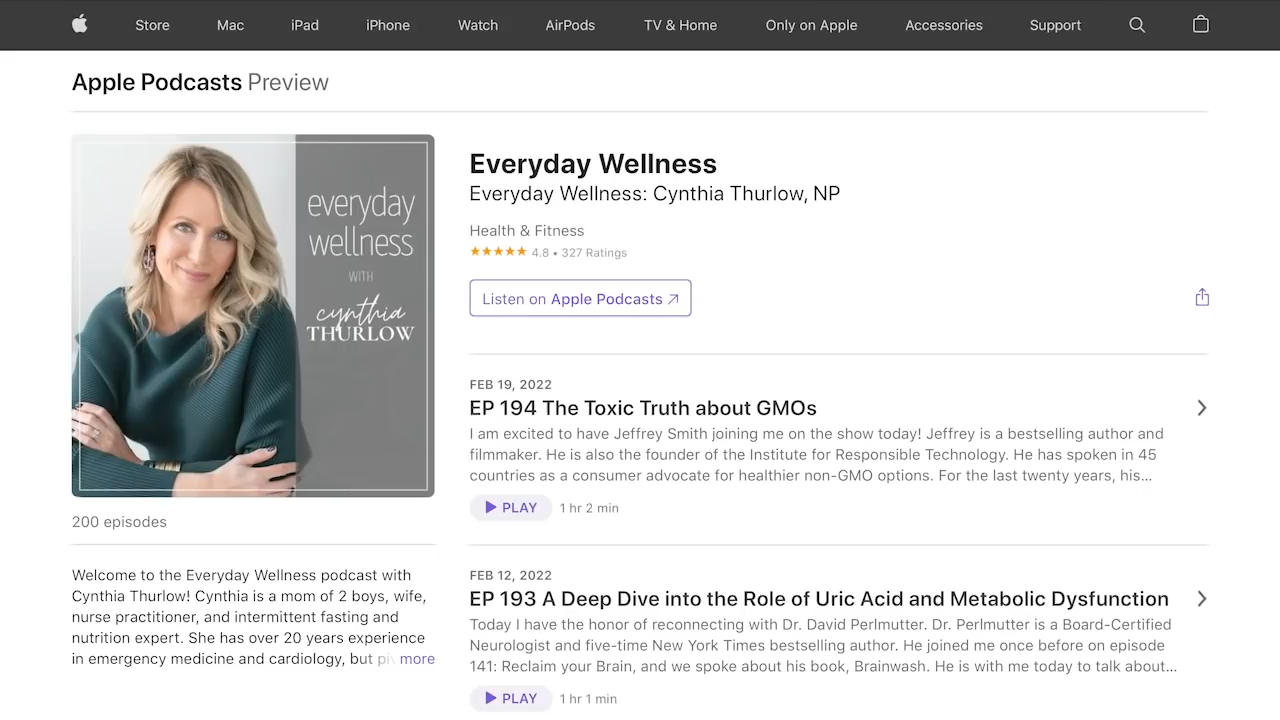 Store Mac iPad iPhone Watch AirPods TV & Home Only on Apple Accessories Support
Apple Podcasts Preview
everyday
wellness
WITH
cynthia
THURLOW
200 episodes
Welcome to the Everyday Wellness podcast with
Cynthia Thurlow! Cynthia is a mom of 2 boys, wife,
nurse practitioner, and intermittent fasting and
nutrition expert. She has over 20 years experience
in emergency medicine and cardiology, but more
Everyday Wellness
Everyday Wellness: Cynthia Thurlow, NP
Health & Fitness
★★★★★ 4.8 • 327 Ratings
Listen on Apple Podcasts ↗
FEB 19, 2022
EP 194 The Toxic Truth about GMOs
I am excited to have Jeffrey Smith joining me on the show today! Jeffrey is a bestselling author and
filmmaker. He is also the founder of the Institute for Responsible Technology. He has spoken in 45
countries as a consumer advocate for healthier non-GMO options. For the last twenty years, his...
PLAY 1 hr 2 min
FEB 12, 2022
EP 193 A Deep Dive into the Role of Uric Acid and Metabolic Dysfunction
Today I have the honor of reconnecting with Dr. David Perlmutter. Dr. Perlmutter is a Board-Certified
Neurologist and five-time New York Times bestselling author. He joined me once before on episode
141: Reclaim your Brain, and we spoke about his book, Brainwash. He is with me today to talk about...
PLAY 1 hr 1 min